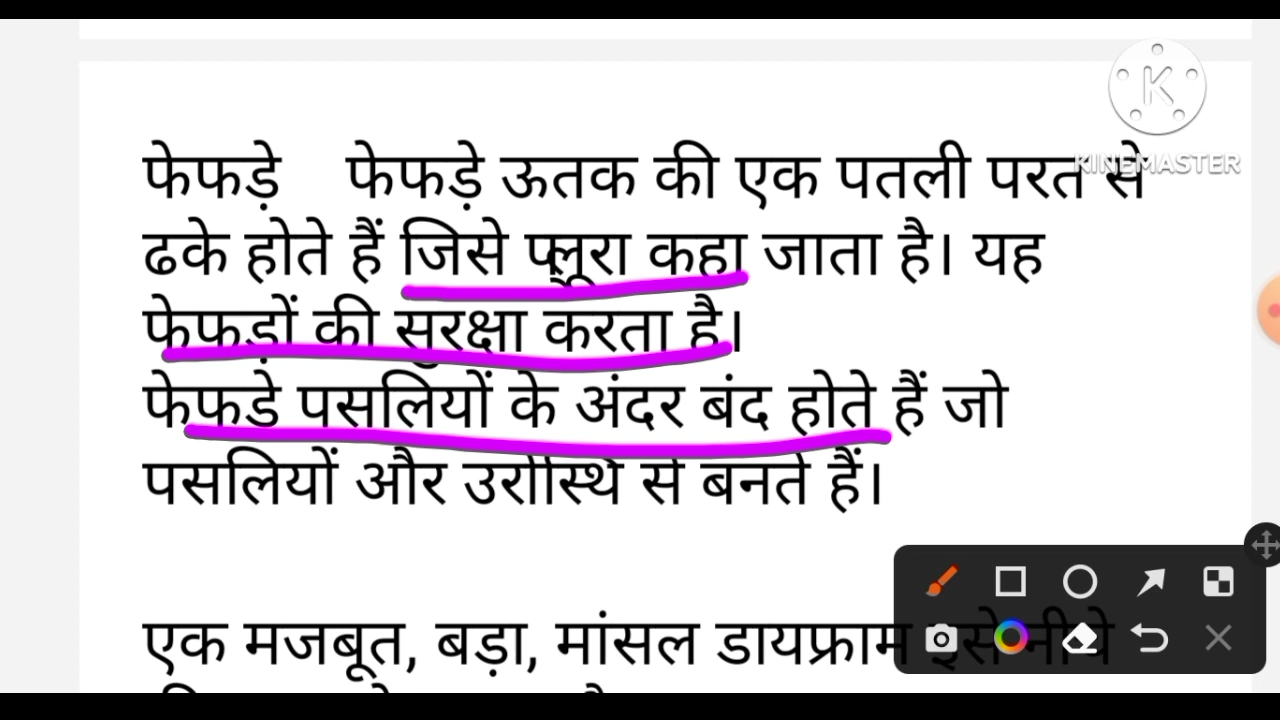 KINEMASTER
फेफड़े फेफड़े ऊतक की एक पतली परत से
ढके होते हैं जिसे प्लूरा कहा जाता है। यह
फेफड़ों की सुरक्षा करता है।
फेफडे पसलियों के अंदर बंद होते हैं जो
पसलियों और उरोस्थि से बनते हैं।
एक मजबूत, बड़ा, मांसल डायफ्राम इसे नीचे